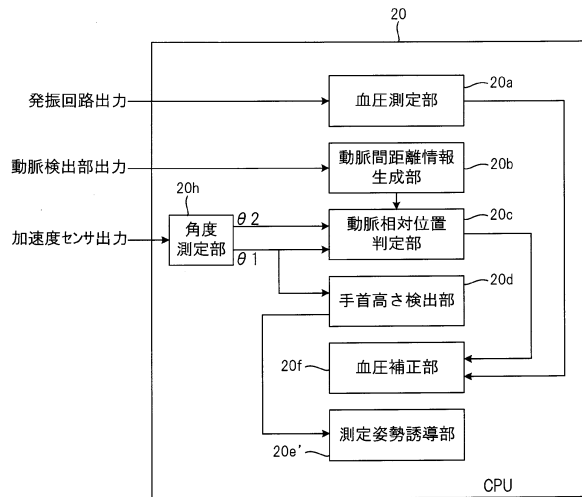 20
発振回路出力
血圧測定部
20a
動脈検出部出力
動脈間距離情報
生成部
20b
20h
加速度センサ出力
角度
測定部
θ2
θ1
動脈相対位置
判定部
20c
手首高さ検出部
20d
血圧補正部
20f
測定姿勢誘導部
20e'
CPU